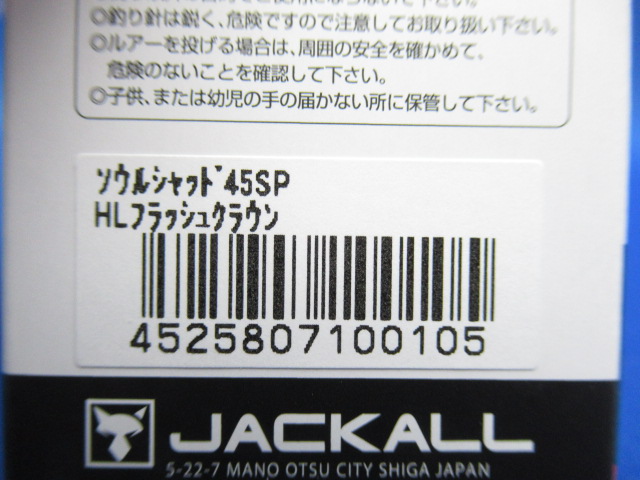 ◎釣り針は鋭く、危険ですので注意してお取り扱い下さい。
◎ルアーを投げる場合は、周囲の安全を確かめて、
危険のないことを確認して下さい。
◎子供、または幼児の手の届かない所に保管して下さい。
ｿｳﾙｼｬｯﾄﾞ45SP
HLﾌﾗｯｼｭｸﾗｳﾝ
4525807100105
JACKALL
5-22-7 MANO OTSU CITY SHIGA JAPAN